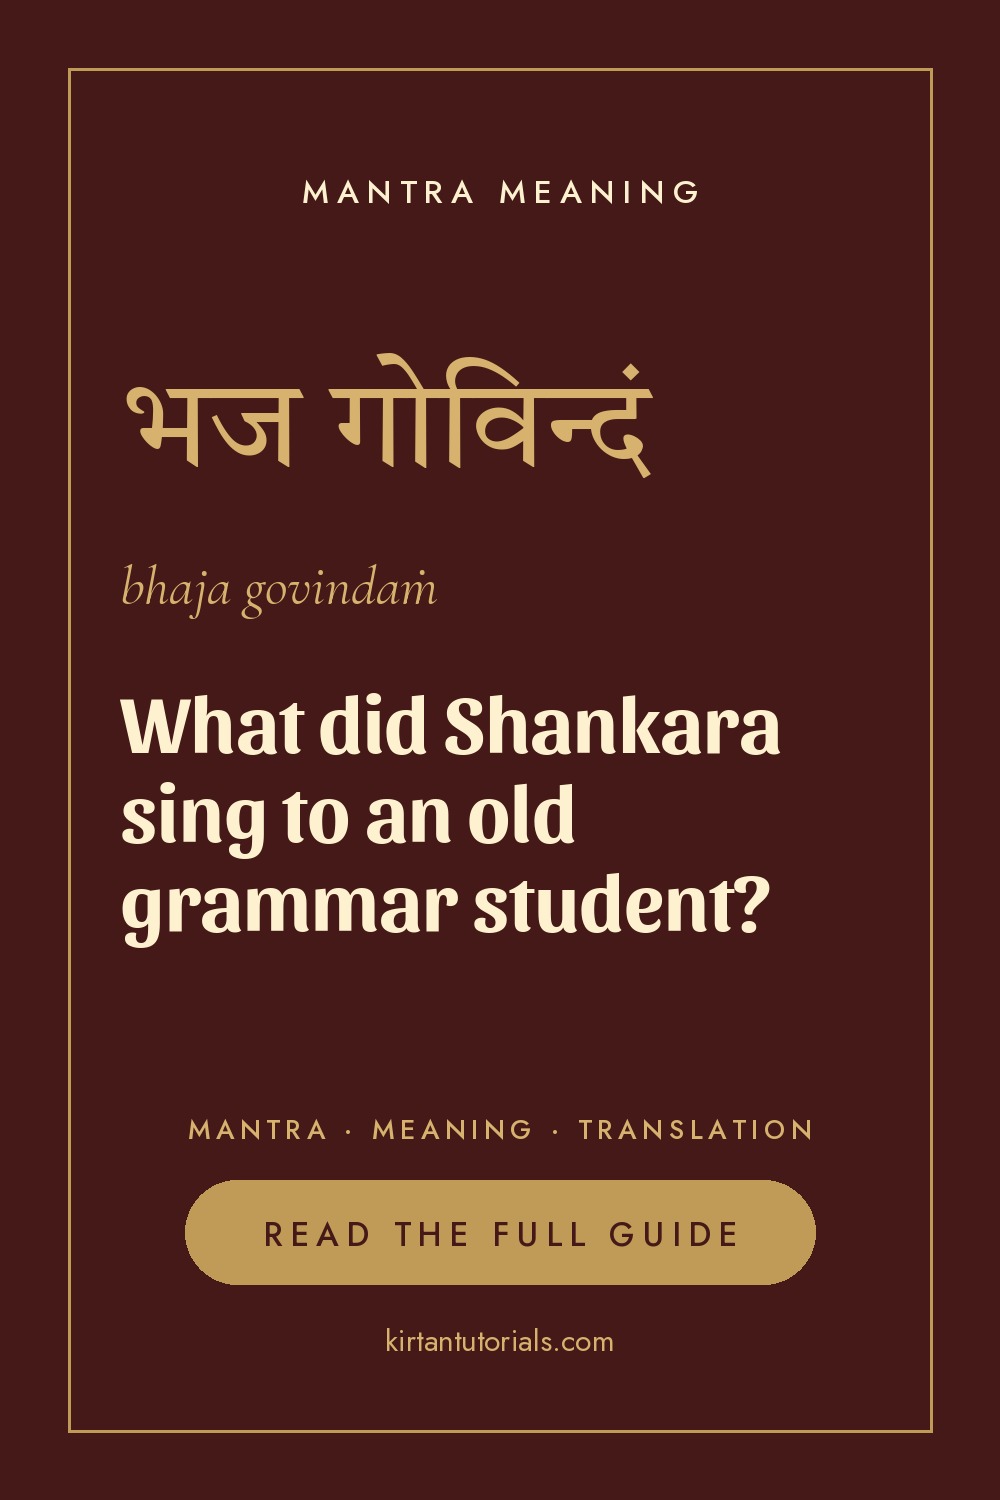 MANTRA MEANING
भज गोविन्दं
bhaja govindaṁ
What did Shankara
sing to an old
grammar student?
MANTRA · MEANING · TRANSLATION
READ THE FULL GUIDE
kirtantutorials.com